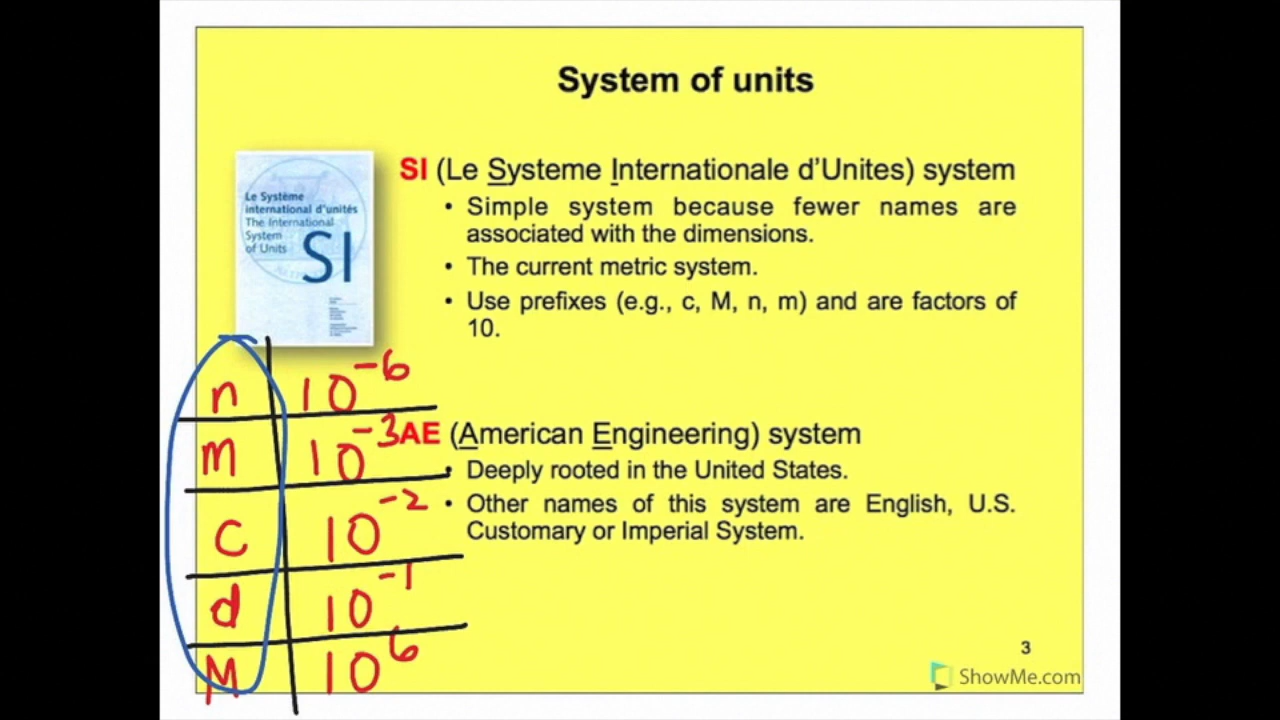 System of units
SI (Le Systeme Internationale d'Unites) system
Le Système
international d'unités
The International
System
of Units
SI
• Simple system because fewer names are
associated with the dimensions.
• The current metric system.
• Use prefixes (e.g., c, M, n, m) and are factors of
10.
n 10⁻⁶
m 10⁻³
c 10⁻²
d 10⁻¹
M 10⁶
AE (American Engineering) system
• Deeply rooted in the United States.
• Other names of this system are English, U.S.
Customary or Imperial System.
3
ShowMe.com